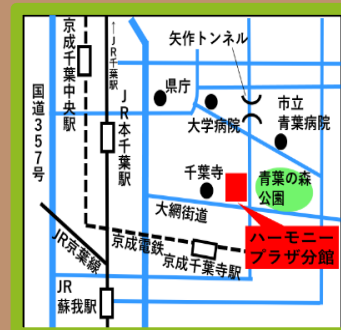 ↑JR千葉駅
京成千葉中央駅
国道357号
JR本千葉駅
県庁
矢作トンネル
大学病院
市立
青葉病院
千葉寺
青葉の森
公園
大網街道
ハーモニー
プラザ分館
JR京葉線
京成電鉄
京成千葉寺駅
JR
蘇我駅